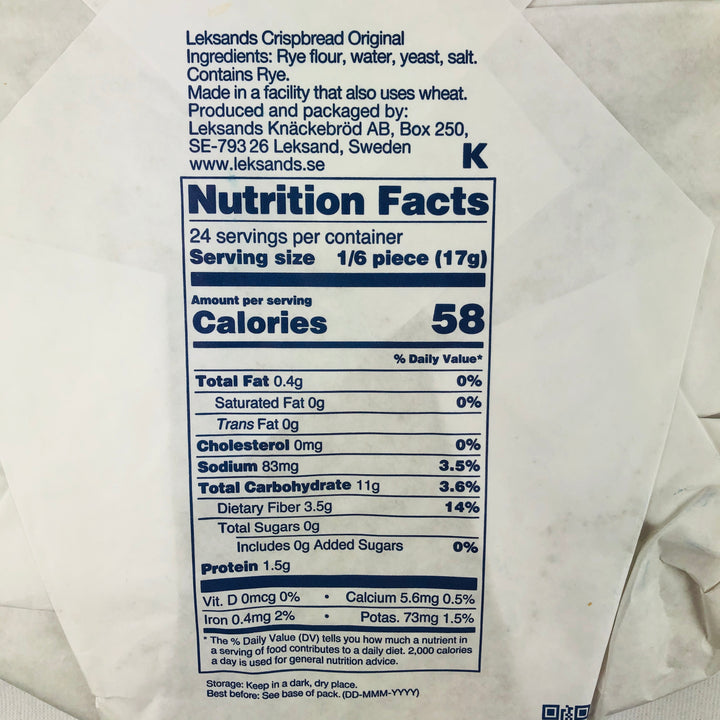 Leksands Crispbread Original
Ingredients: Rye flour, water, yeast, salt.
Contains Rye.
Made in a facility that also uses wheat.
Produced and packaged by:
Leksands Knäckebröd AB, Box 250,
SE-793 26 Leksand, Sweden
www.leksands.se
K
Nutrition Facts
24 servings per container
Serving size 1/6 piece (17g)
Amount per serving
Calories 58
% Daily Value*
Total Fat 0.4g 0%
Saturated Fat 0g 0%
Trans Fat 0g
Cholesterol 0mg 0%
Sodium 83mg 3.5%
Total Carbohydrate 11g 3.6%
Dietary Fiber 3.5g 14%
Total Sugars 0g
Includes 0g Added Sugars 0%
Protein 1.5g
Vit. D 0mcg 0% • Calcium 5.6mg 0.5%
Iron 0.4mg 2% • Potas. 73mg 1.5%
* The % Daily Value (DV) tells you how much a nutrient in
a serving of food contributes to a daily diet. 2,000 calories
a day is used for general nutrition advice.
Storage: Keep in a dark, dry place.
Best before: See base of pack. (DD-MMM-YYYY)